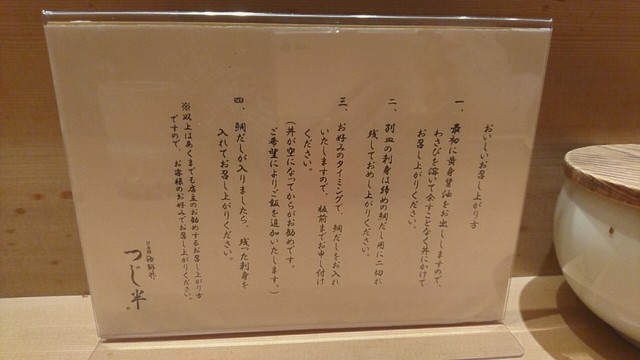 おいしいお召し上がり方
一、最初に黄身醤油をお出ししますので、
わさびを溶いて余すことなく丼にかけて
お召し上がりください。
二、別皿の刺身は締めの鯛だし用に二切れ
残してお召し上がりください。
三、お好みのタイミングで、鯛だしをお入れ
いたしますので、板前までお申し付け
ください。
(丼が空になってからがお勧めです。
ご希望によりご飯を追加いたします。)
四、鯛だしが入りましたら、残った刺身を
入れてお召し上がりください。
※以上はあくまでも店主のお勧めするお召し上がり方
ですので、お客様のお好みでお召し上がりください。
日本橋 海鮮丼
つじ半